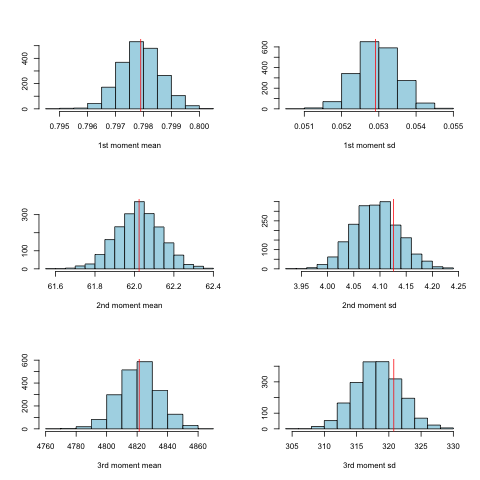 0 200 400
0.795 0.796 0.797 0.798 0.799 0.800
1st moment mean
0 200 400 600
0.051 0.052 0.053 0.054 0.055
1st moment sd
0 100 300
61.6 61.8 62.0 62.2 62.4
2nd moment mean
0 100 250
3.95 4.00 4.05 4.10 4.15 4.20 4.25
2nd moment sd
0 200 400 600
4760 4780 4800 4820 4840 4860
3rd moment mean
0 100 300
305 310 315 320 325 330
3rd moment sd